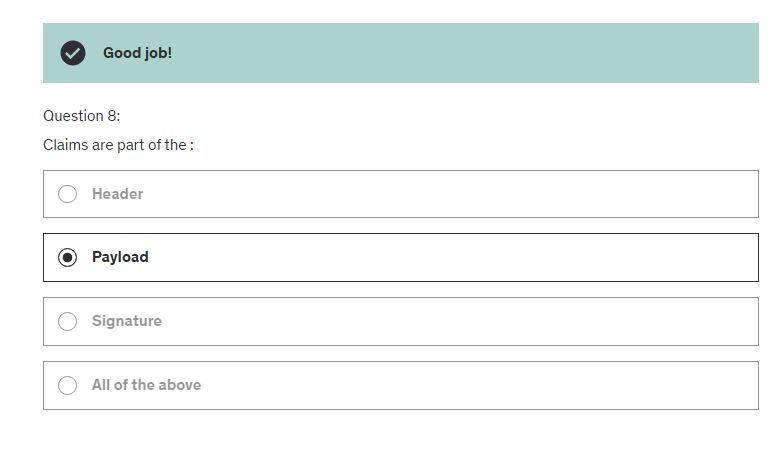 Good job!
Question 8:
Claims are part of the :
Header
Payload
Signature
All of the above